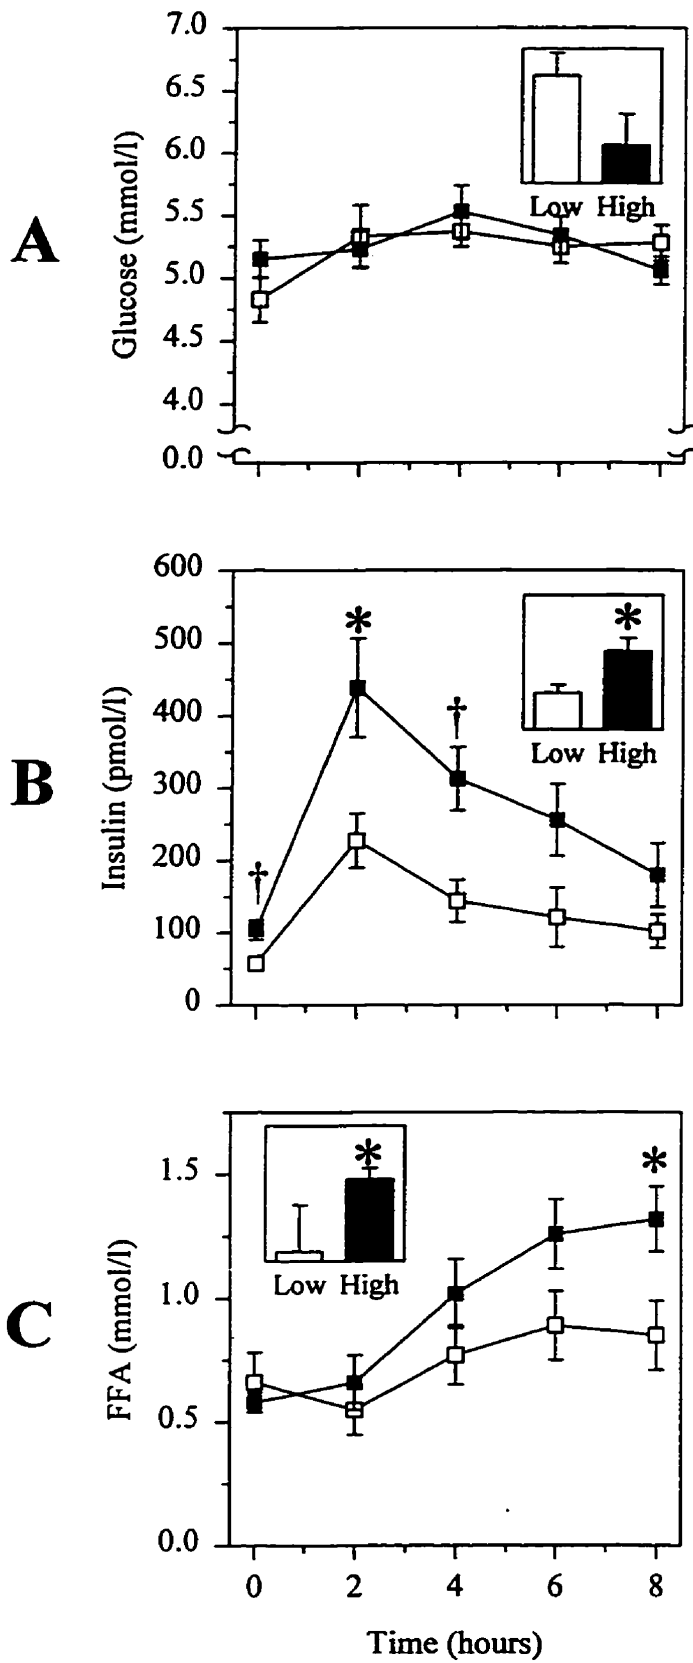 A
Glucose (mmol/l)
7.0
6.5
6.0
5.5
5.0
4.5
4.0
0.0
Low High
B
Insulin (pmol/l)
600
500
400
300
200
100
0
†
*
†
*
Low High
C
FFA (mmol/l)
1.5
1.0
0.5
0.0
*
Low High
*
0 2 4 6 8
Time (hours)